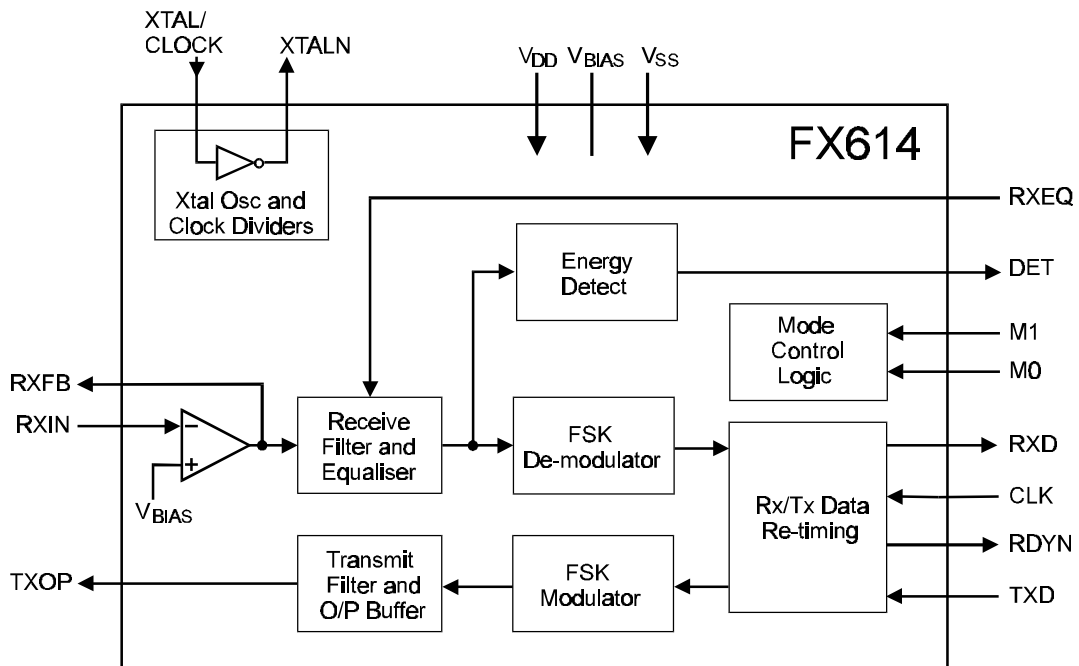 XTAL/
CLOCK
XTALN
VDD
VBIAS
VSS
FX614
Xtal Osc and
Clock Dividers
RXEQ
Energy
Detect
DET
Mode
Control
Logic
M1
M0
RXFB
RXIN
−
+
VBIAS
Receive
Filter and
Equaliser
FSK
De-modulator
Rx/Tx Data
Re-timing
RXD
CLK
RDYN
TXD
TXOP
Transmit
Filter and
O/P Buffer
FSK
Modulator